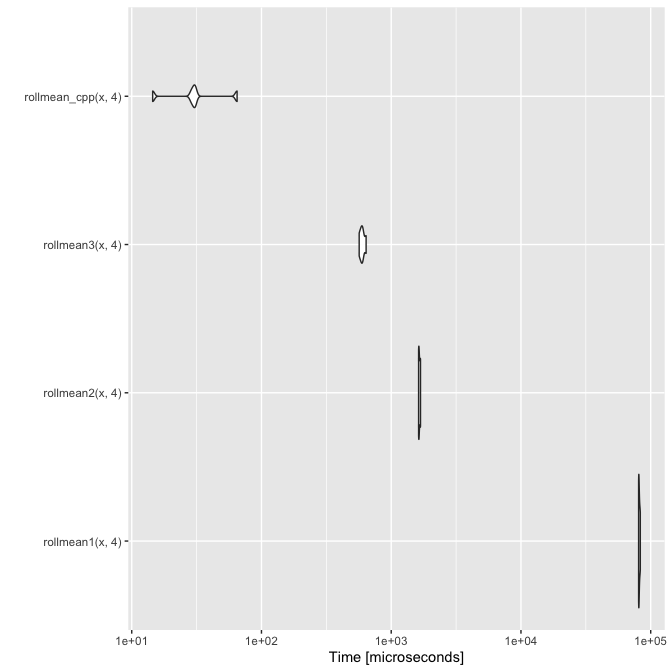 rollmean_cpp(x, 4)
rollmean3(x, 4)
rollmean2(x, 4)
rollmean1(x, 4)
1e+01 1e+02 1e+03 1e+04 1e+05
Time [microseconds]